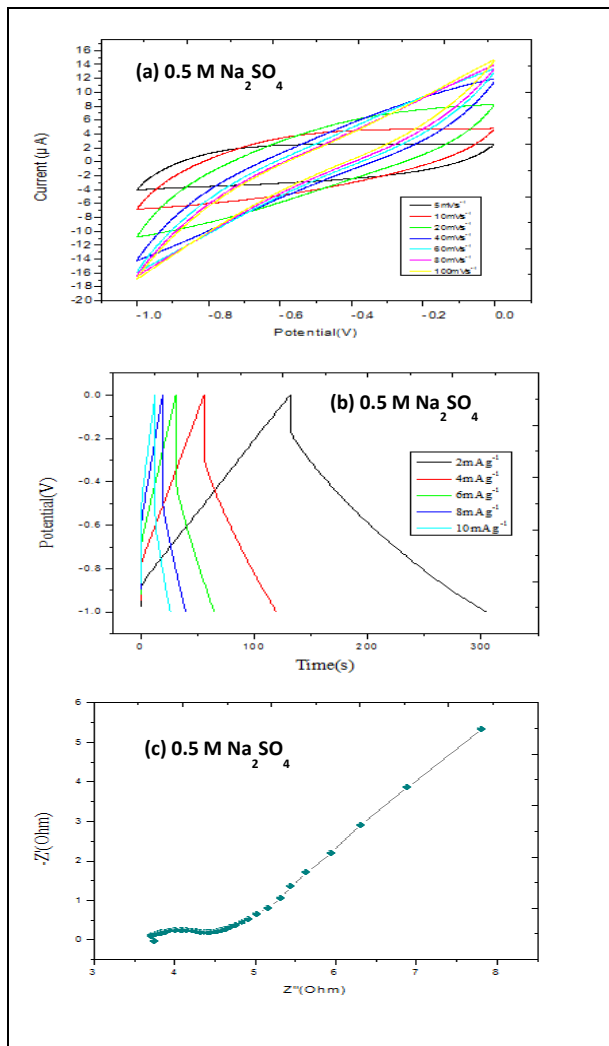 (a) 0.5 M Na₂SO₄
16
14
12
10
8
6
4
2
0
-2
-4
-6
-8
-10
-12
-14
-16
-18
-20
Current(µ A)
5mVs⁻¹
10mVs⁻¹
20mVs⁻¹
40mVs⁻¹
60mVs⁻¹
80mVs⁻¹
100mVs⁻¹
-1.0 -0.8 -0.6 -0.4 -0.2 0.0
Potential(V)
(b) 0.5 M Na₂SO₄
0.0
-0.2
-0.4
-0.6
-0.8
-1.0
Potential(V)
2mAg⁻¹
4mAg⁻¹
6mAg⁻¹
8mAg⁻¹
10mAg⁻¹
0 100 200 300
Time(s)
(c) 0.5 M Na₂SO₄
6
5
4
3
2
1
0
-Z'(Ohm)
3 4 5 6 7 8
Z"(Ohm)